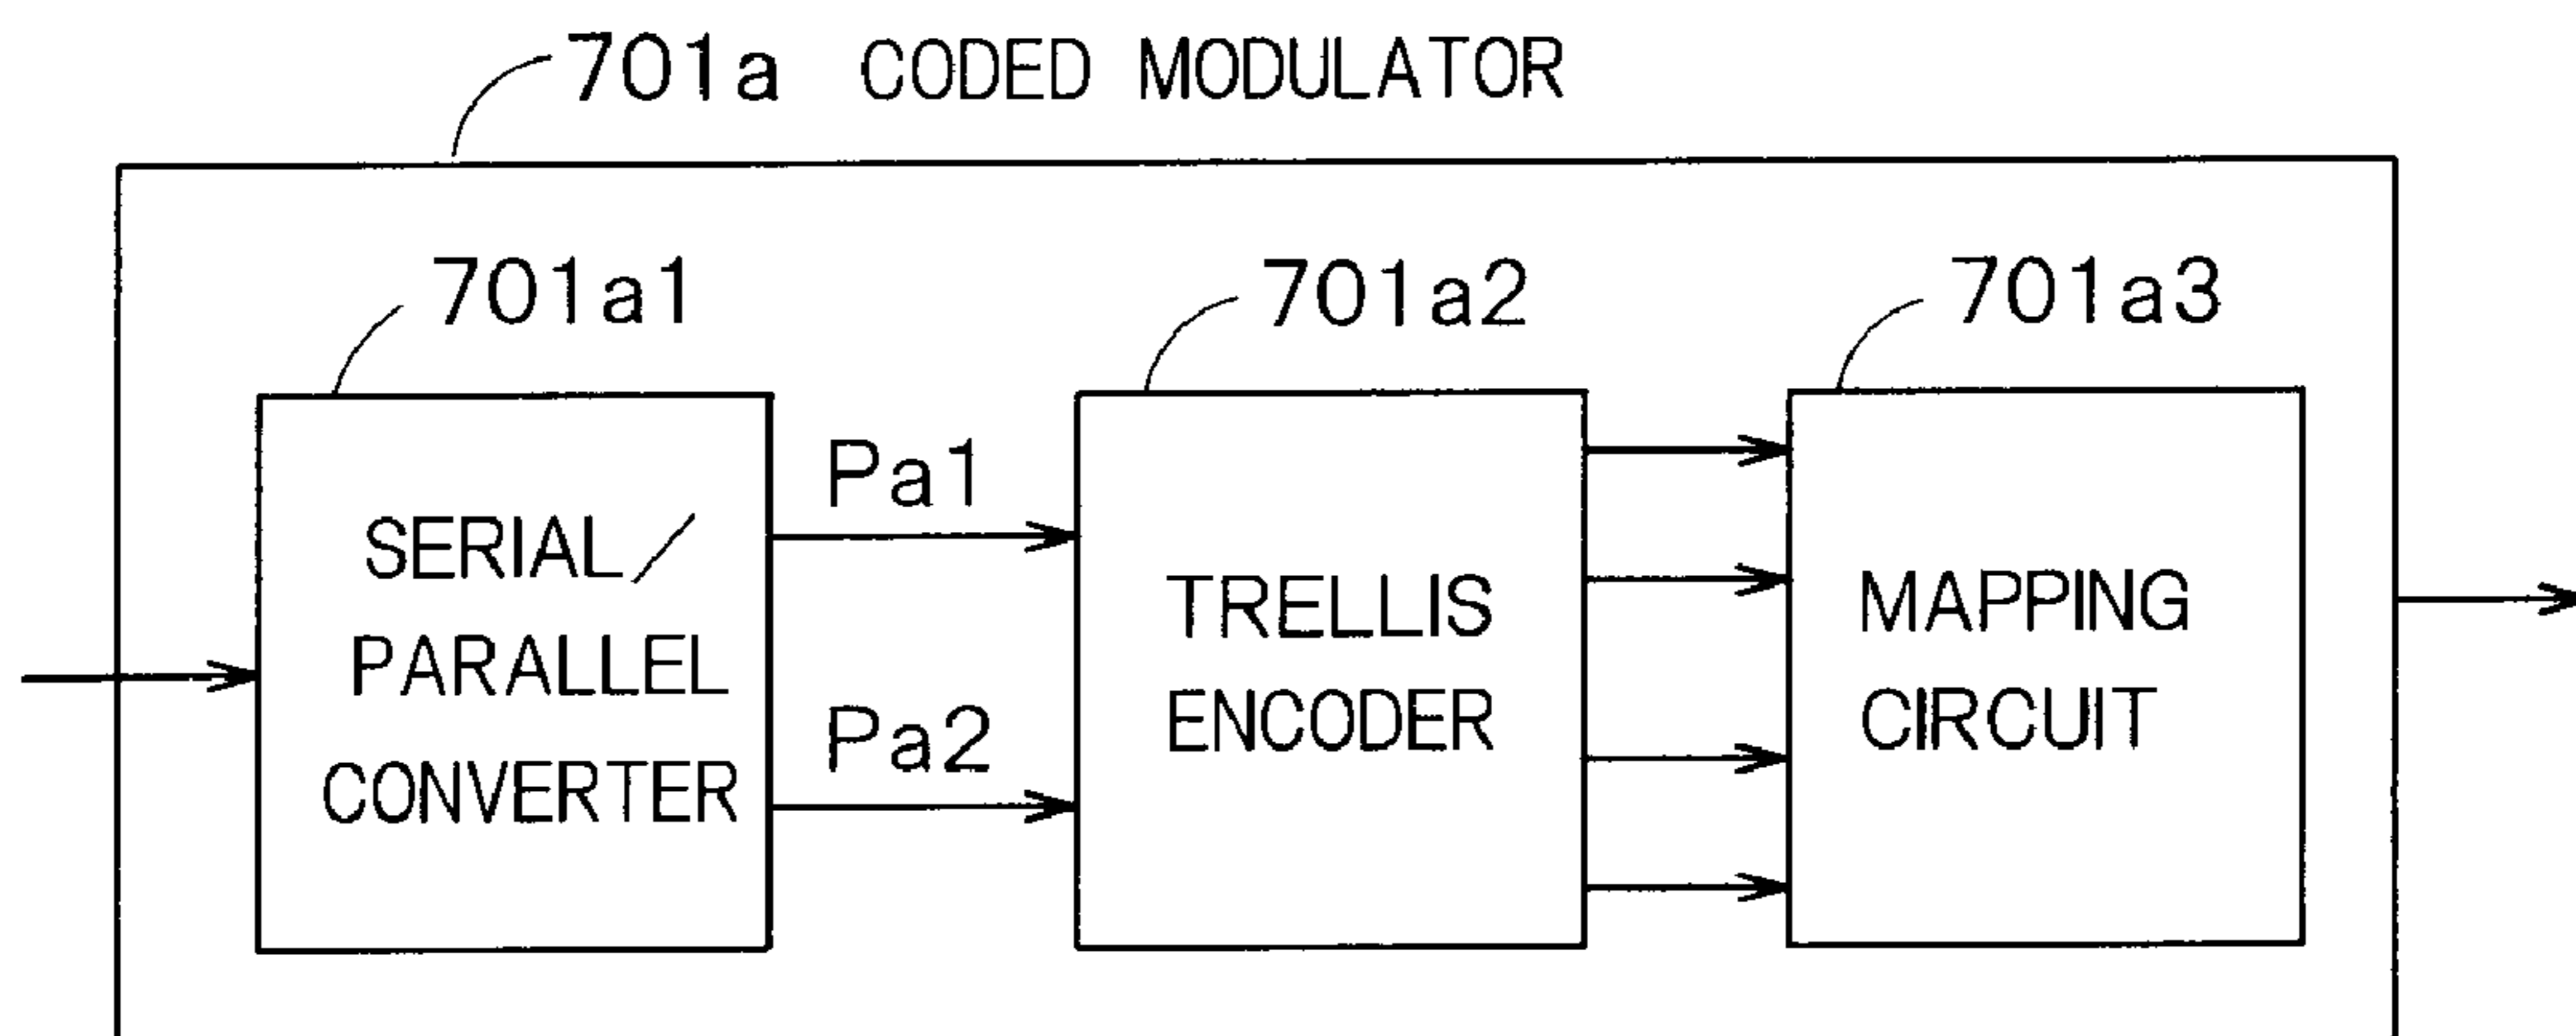 701a CODED MODULATOR
701a1
701a2
701a3
SERIAL/
PARALLEL
CONVERTER
Pa1
Pa2
TRELLIS
ENCODER
MAPPING
CIRCUIT